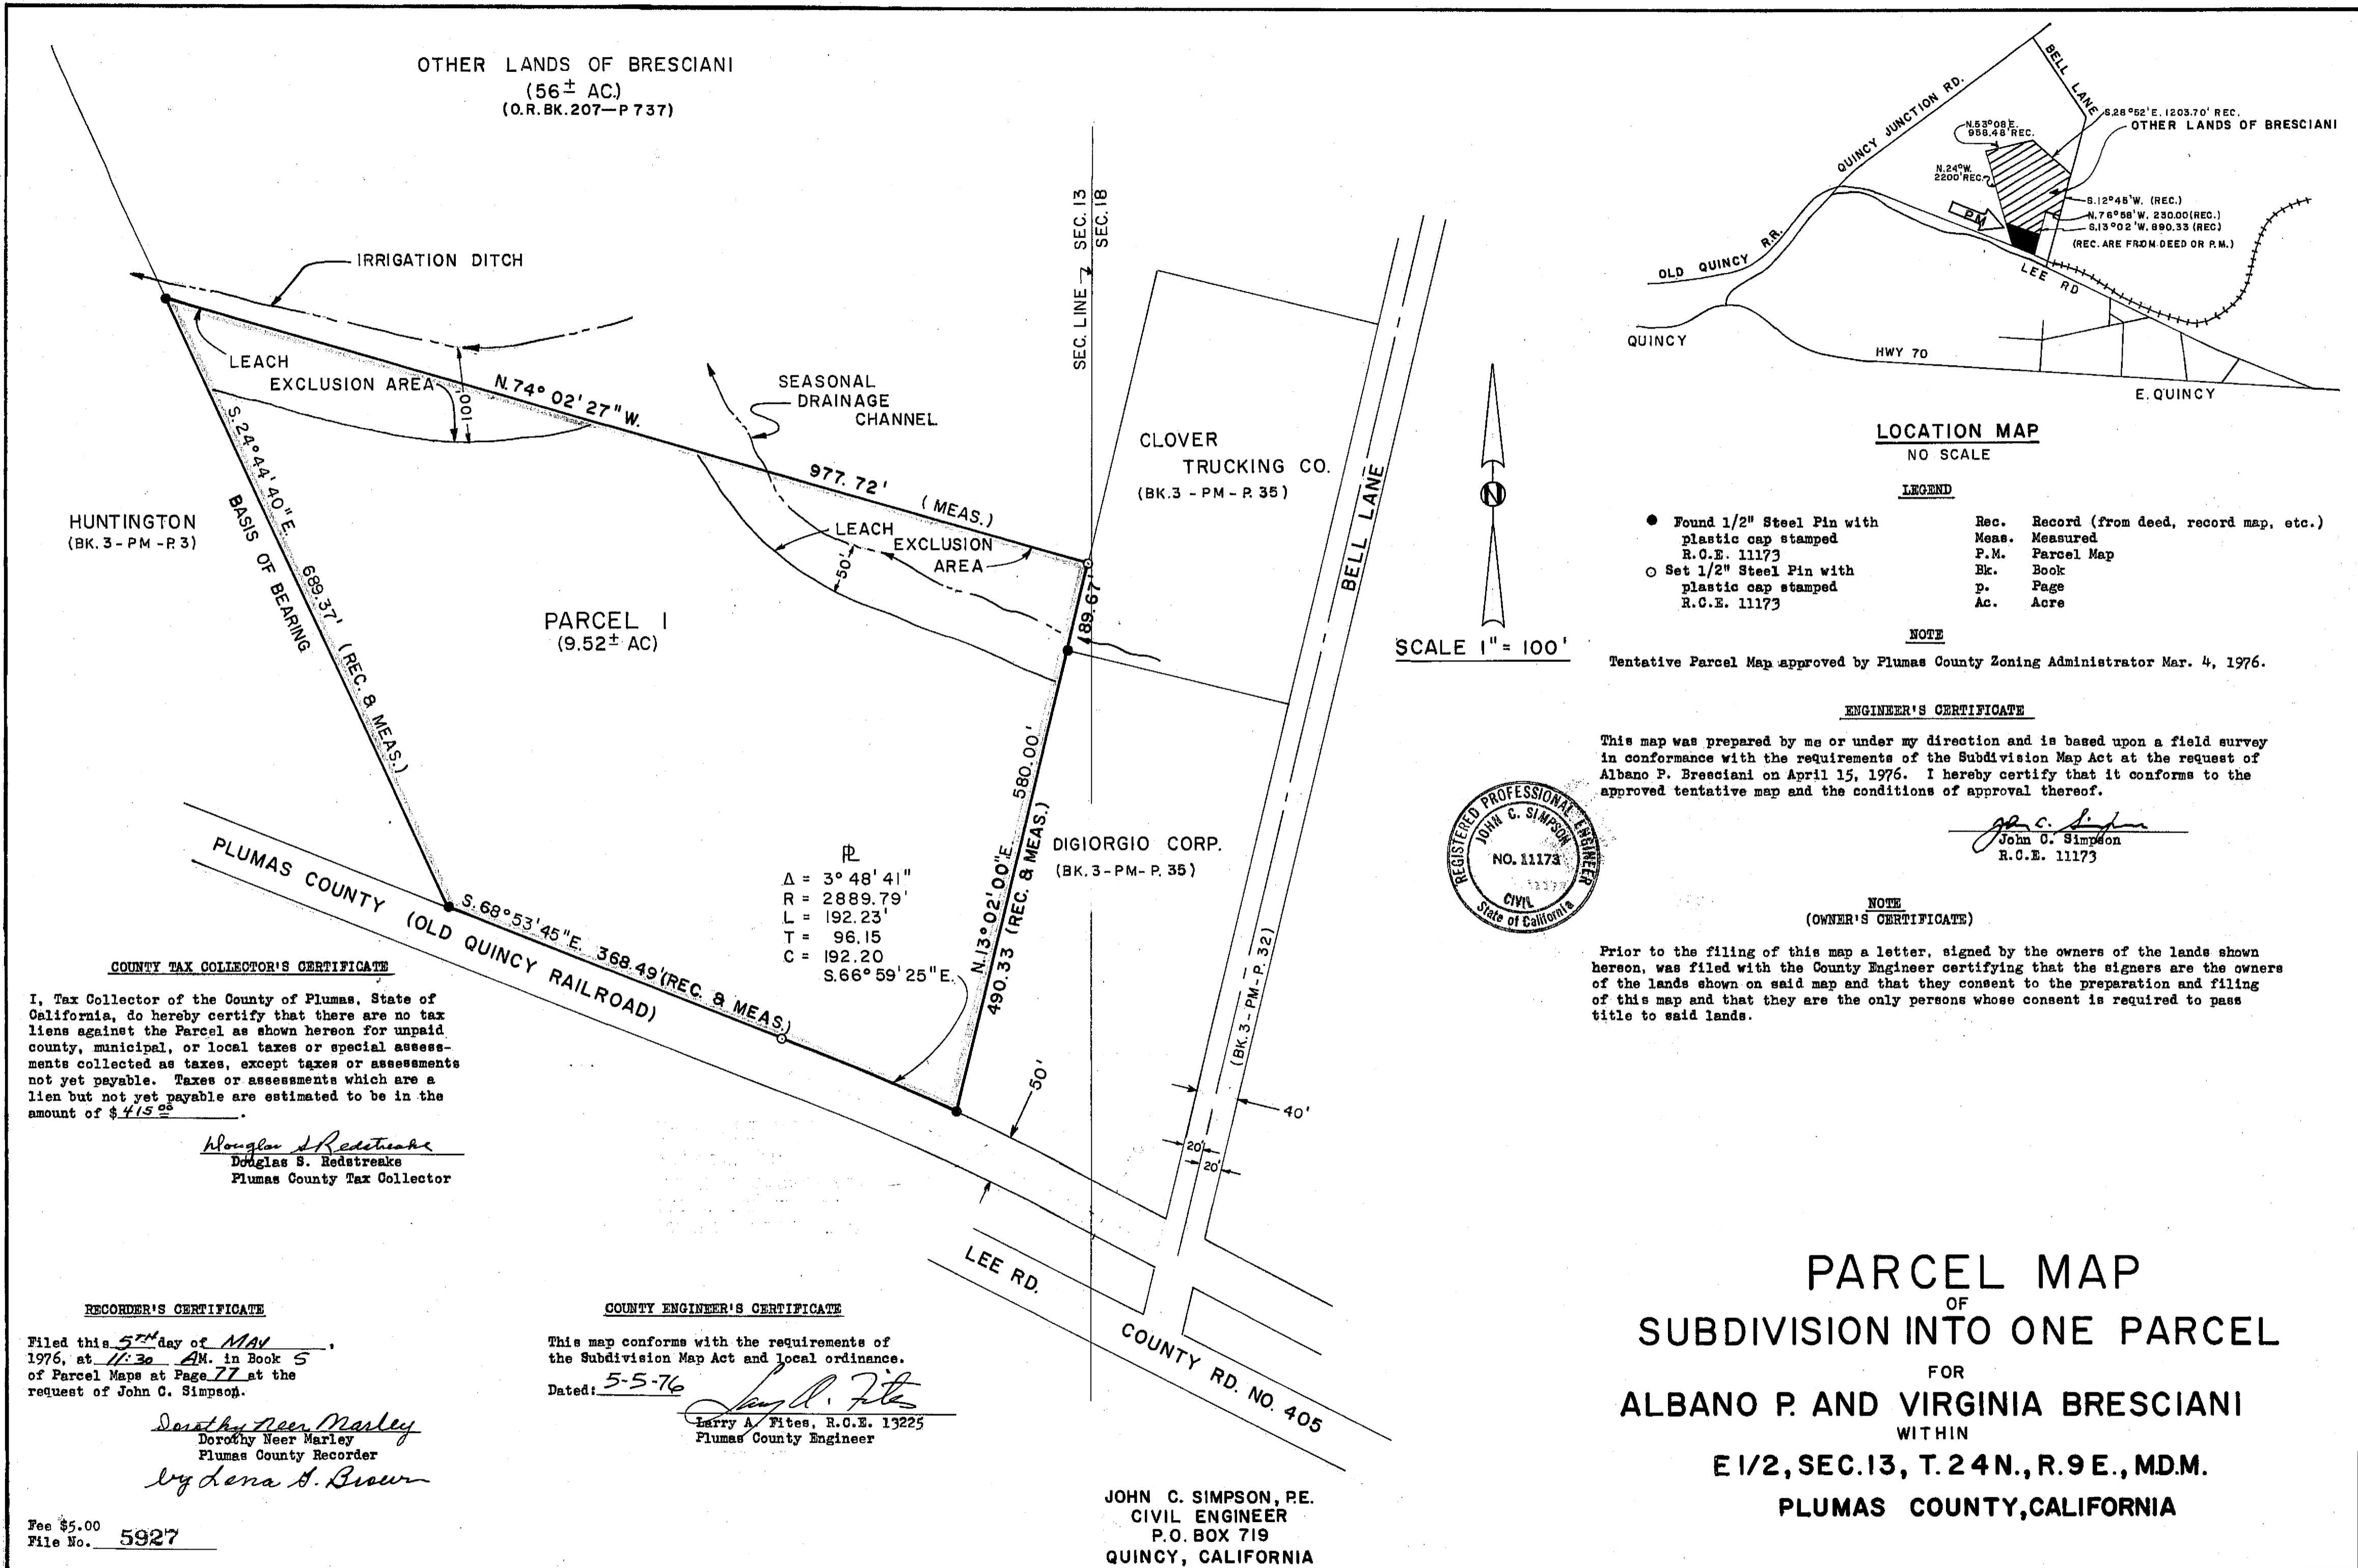 OTHER LANDS OF BRESCIANI
(56± AC.)
(O.R.BK.207—P 737)
IRRIGATION DITCH
LEACH
EXCLUSION AREA
100'
N.74° 02' 27" W.
977.72' (MEAS.)
SEASONAL
DRAINAGE
CHANNEL
LEACH
EXCLUSION
AREA
50'
SEC. LINE
SEC. 13
SEC. 18
CLOVER
TRUCKING CO.
(BK.3 - PM - P. 35)
BELL LANE
HUNTINGTON
(BK. 3 - PM - P. 3)
S.24° 44' 40" E. 689.37' (REC. & MEAS.)
BASIS OF BEARING
PARCEL 1
(9.52± AC)
89.67'
N.13° 02' 00" E. 580.00'
490.33 (REC. & MEAS.)
DIGIORGIO CORP.
(BK. 3-PM- P. 35)
(BK.3-PM-P. 32)
PLUMAS COUNTY (OLD QUINCY RAILROAD)
S.68° 53' 45" E. 368.49' (REC. & MEAS.)
PL
Δ = 3° 48' 41"
R = 2889.79'
L = 192.23'
T = 96.15
C = 192.20
S.66° 59' 25" E.
50'
40'
20'
20'
LEE RD.
COUNTY RD. NO. 405
N
SCALE 1" = 100'
QUINCY JUNCTION RD.
BELL LANE
S.28°52'E. 1203.70' REC.
OTHER LANDS OF BRESCIANI
N.53°08'E.
958.48' REC.
N.24°W.
2200' REC.
S.12°45'W. (REC.)
N.76°58'W. 230.00(REC.)
S.13°02'W. 890.33 (REC)
(REC. ARE FROM DEED OR P.M.)
PM
OLD QUINCY R.R.
LEE RD
QUINCY
HWY 70
E. QUINCY
LOCATION MAP
NO SCALE
LEGEND
Found 1/2" Steel Pin with
plastic cap stamped
R.C.E. 11173
Set 1/2" Steel Pin with
plastic cap stamped
R.C.E. 11173
Rec. Record (from deed, record map, etc.)
Meas. Measured
P.M. Parcel Map
Bk. Book
p. Page
Ac. Acre
NOTE
Tentative Parcel Map approved by Plumas County Zoning Administrator Mar. 4, 1976.
ENGINEER'S CERTIFICATE
This map was prepared by me or under my direction and is based upon a field survey
in conformance with the requirements of the Subdivision Map Act at the request of
Albano P. Bresciani on April 15, 1976. I hereby certify that it conforms to the
approved tentative map and the conditions of approval thereof.
John C. Simpson
John C. Simpson
R.C.E. 11173
REGISTERED PROFESSIONAL ENGINEER
JOHN C. SIMPSON
NO. 11173
CIVIL
State of California
NOTE
(OWNER'S CERTIFICATE)
Prior to the filing of this map a letter, signed by the owners of the lands shown
hereon, was filed with the County Engineer certifying that the signers are the owners
of the lands shown on said map and that they consent to the preparation and filing
of this map and that they are the only persons whose consent is required to pass
title to said lands.
COUNTY TAX COLLECTOR'S CERTIFICATE
I, Tax Collector of the County of Plumas, State of
California, do hereby certify that there are no tax
liens against the Parcel as shown hereon for unpaid
county, municipal, or local taxes or special assess-
ments collected as taxes, except taxes or assessments
not yet payable. Taxes or assessments which are a
lien but not yet payable are estimated to be in the
amount of $ 415 00.
Douglas S Redstreake
Douglas S. Redstreake
Plumas County Tax Collector
RECORDER'S CERTIFICATE
Filed this 5TH day of MAY,
1976, at 11:30 AM. in Book 5
of Parcel Maps at Page 77 at the
request of John C. Simpson.
Dorothy Neer Marley
Dorothy Neer Marley
Plumas County Recorder
by Lena G. Brown
Fee $5.00
File No. 5927
COUNTY ENGINEER'S CERTIFICATE
This map conforms with the requirements of
the Subdivision Map Act and local ordinance.
Dated: 5-5-76
Larry A. Fites
Larry A. Fites, R.C.E. 13225
Plumas County Engineer
JOHN C. SIMPSON, P.E.
CIVIL ENGINEER
P.O. BOX 719
QUINCY, CALIFORNIA
PARCEL MAP
OF
SUBDIVISION INTO ONE PARCEL
FOR
ALBANO P. AND VIRGINIA BRESCIANI
WITHIN
E 1/2, SEC.13, T. 24 N., R. 9 E., M.D.M.
PLUMAS COUNTY, CALIFORNIA